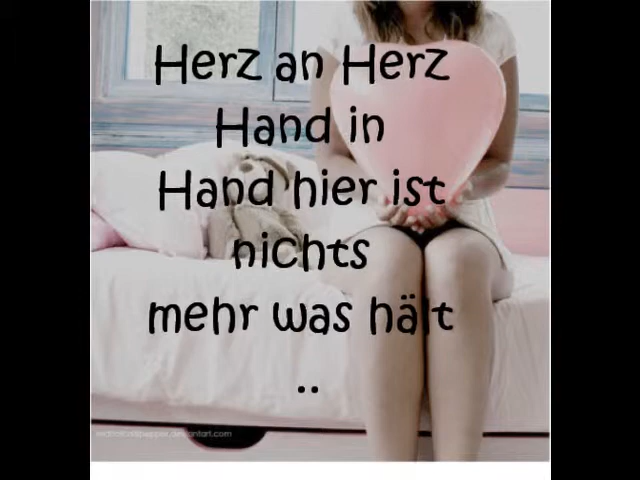 Herz an Herz
Hand in
Hand hier ist
nichts
mehr was hält
..